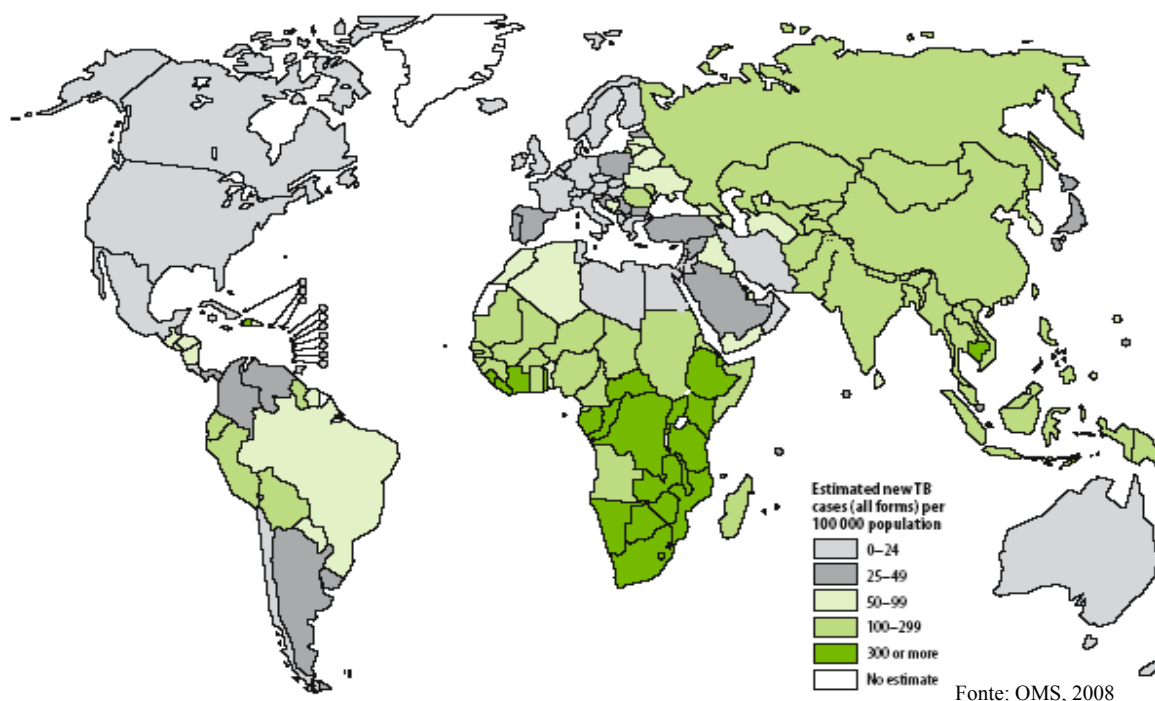 Estimated new TB
cases (all forms) per
100 000 population
0–24
25–49
50–99
100–299
300 or more
No estimate
Fonte: OMS, 2008